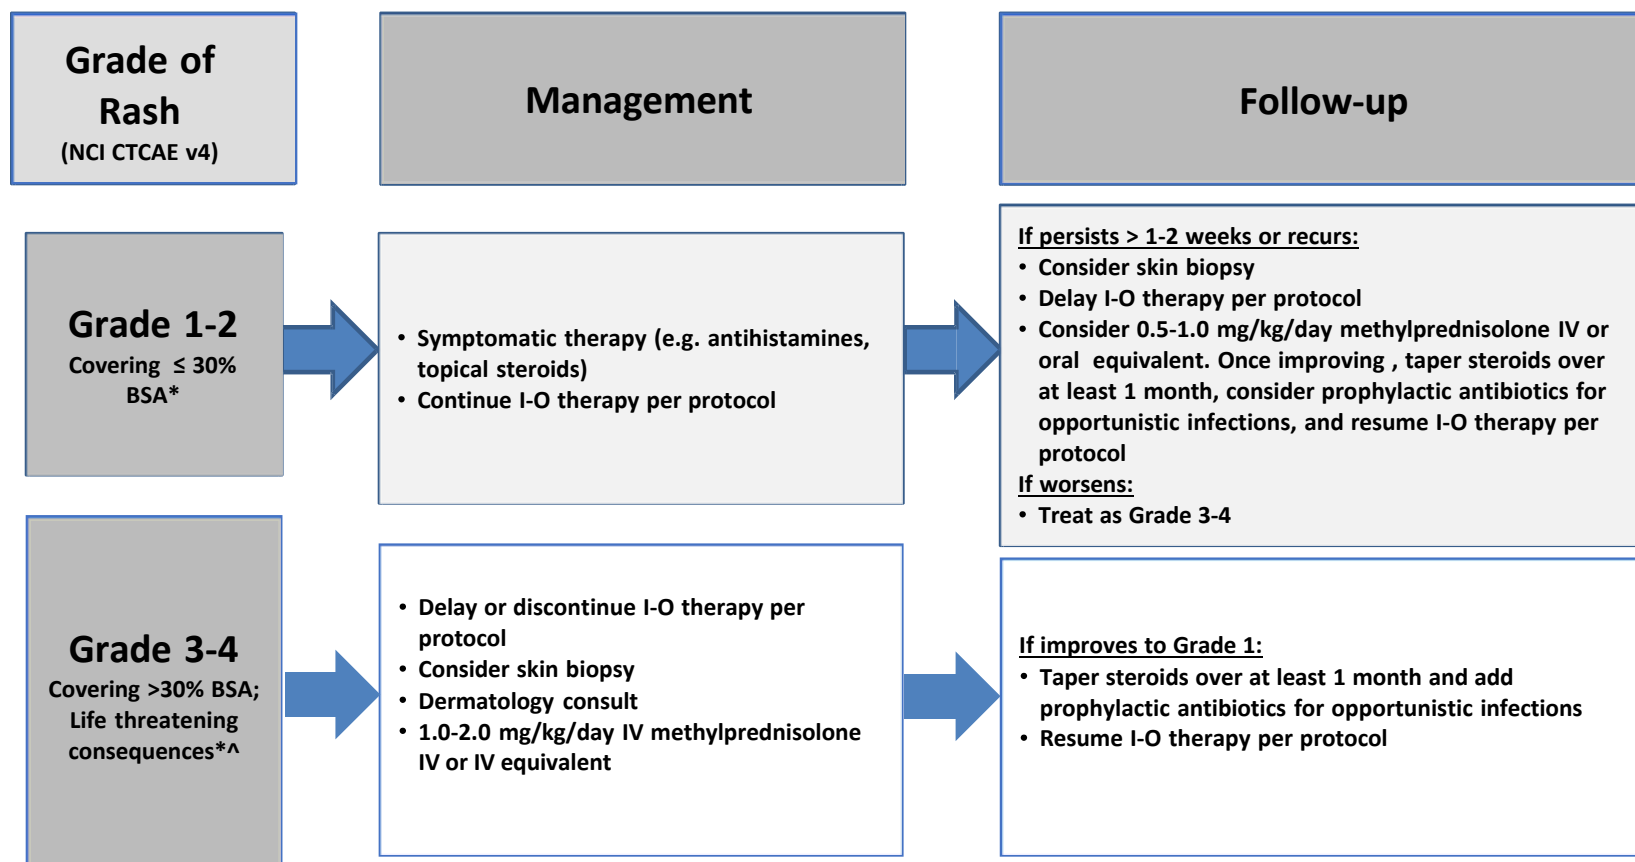 Grade of
Rash
(NCI CTCAE v4)
Management
Follow-up
Grade 1-2
Covering ≤ 30%
BSA*
• Symptomatic therapy (e.g. antihistamines,
topical steroids)
• Continue I-O therapy per protocol
If persists > 1-2 weeks or recurs:
• Consider skin biopsy
• Delay I-O therapy per protocol
• Consider 0.5-1.0 mg/kg/day methylprednisolone IV or
oral equivalent. Once improving , taper steroids over
at least 1 month, consider prophylactic antibiotics for
opportunistic infections, and resume I-O therapy per
protocol
If worsens:
• Treat as Grade 3-4
Grade 3-4
Covering >30% BSA;
Life threatening
consequences*^
• Delay or discontinue I-O therapy per
protocol
• Consider skin biopsy
• Dermatology consult
• 1.0-2.0 mg/kg/day IV methylprednisolone
IV or IV equivalent
If improves to Grade 1:
• Taper steroids over at least 1 month and add
prophylactic antibiotics for opportunistic infections
• Resume I-O therapy per protocol